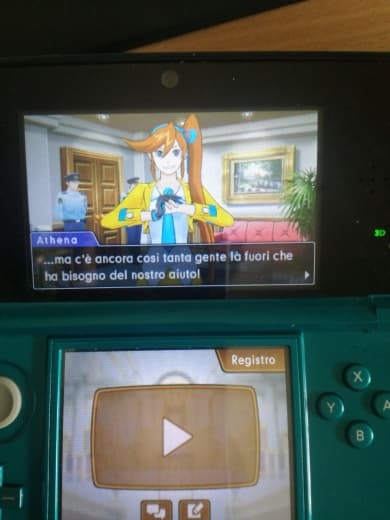 3D
Athena
...ma c'è ancora così tanta gente là fuori che
ha bisogno del nostro aiuto!
Registro
X
Y
A
B